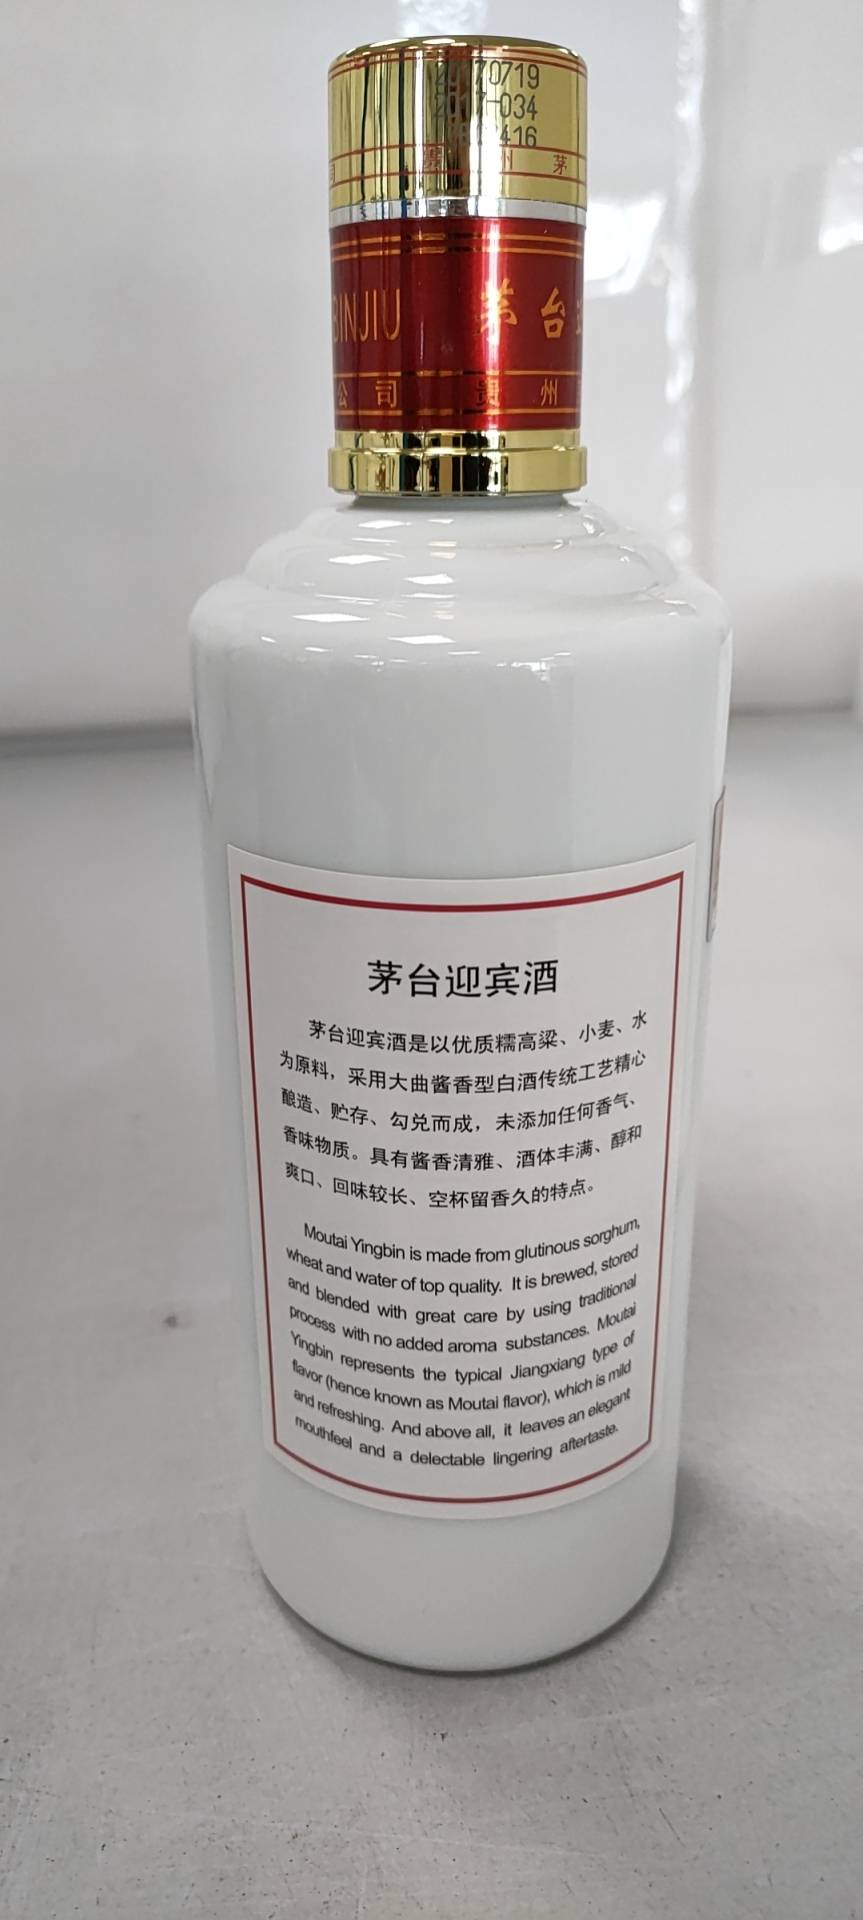 20170719
2017-034
416
贵 州 茅
BINJIU 茅台
公司 贵州
茅台迎宾酒
茅台迎宾酒是以优质糯高粱、小麦、水
为原料，采用大曲酱香型白酒传统工艺精心
酿造、贮存、勾兑而成，未添加任何香气、
香味物质。具有酱香清雅、酒体丰满、醇和
爽口、回味较长、空杯留香久的特点。
Moutai Yingbin is made from glutinous sorghum,
wheat and water of top quality. It is brewed, stored
and blended with great care by using traditional
process with no added aroma substances. Moutai
Yingbin represents the typical Jiangxiang type of
flavor (hence known as Moutai flavor), which is mild
and refreshing. And above all, it leaves an elegant
mouthfeel and a delectable lingering aftertaste.